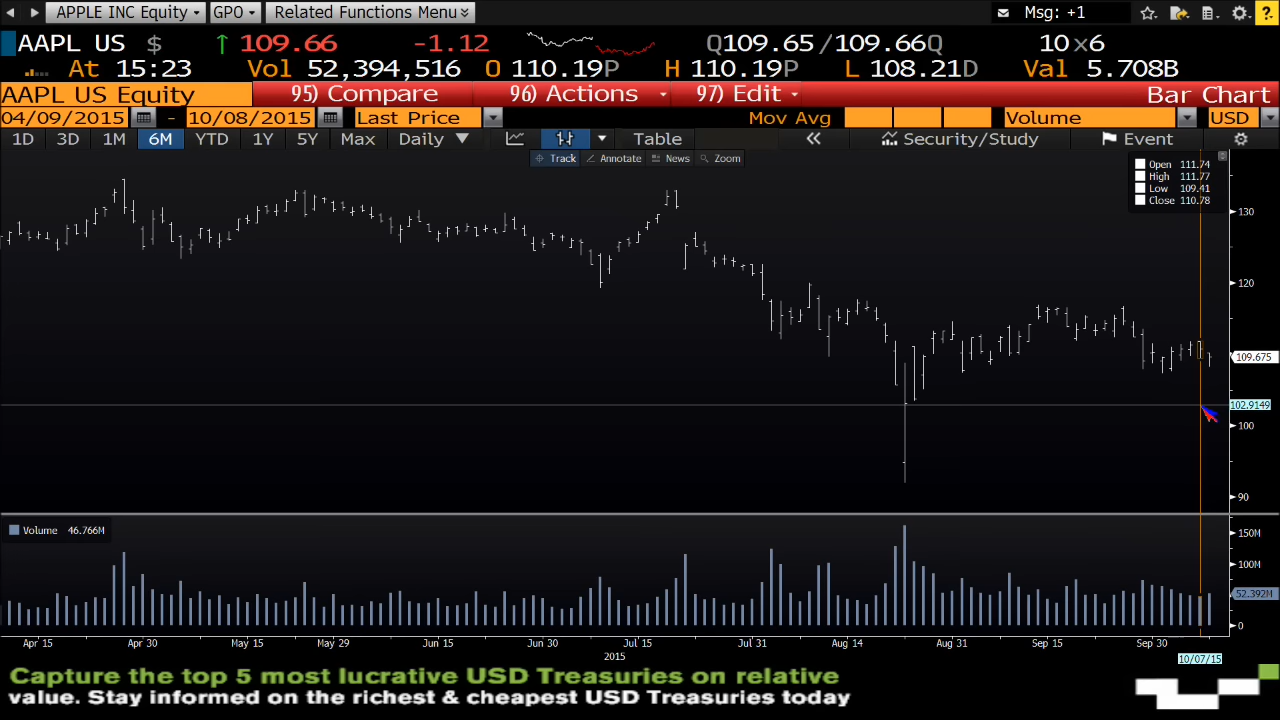 APPLE INC Equity GPO Related Functions Menu Msg: +1 ?
AAPL US $ 109.66 -1.12 Q109.65/109.66Q 10×6
At 15:23 Vol 52,394,516 O 110.19P H 110.19P L 108.21D Val 5.708B
AAPL US Equity 95) Compare 96) Actions 97) Edit Bar Chart
04/09/2015 - 10/08/2015 Last Price Mov Avg Volume USD
1D 3D 1M 6M YTD 1Y 5Y Max Daily Table Security/Study Event
Track Annotate News Zoom
Open 111.74
High 111.77
Low 109.41
Close 110.78
130
120
109.675
102.9149
100
90
Volume 46.766M
150M
100M
52.392M
0
Apr 15 Apr 30 May 15 May 29 Jun 15 Jun 30 Jul 15 Jul 31 Aug 14 Aug 31 Sep 15 Sep 30
2015
10/07/15
Capture the top 5 most lucrative USD Treasuries on relative
value. Stay informed on the richest & cheapest USD Treasuries today